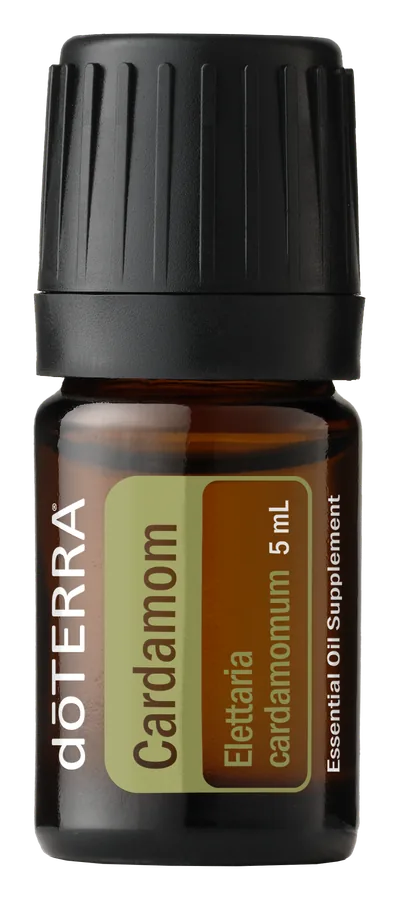 dōTERRA®
Cardamom
Elettaria
cardamomum 5 mL
Essential Oil Supplement